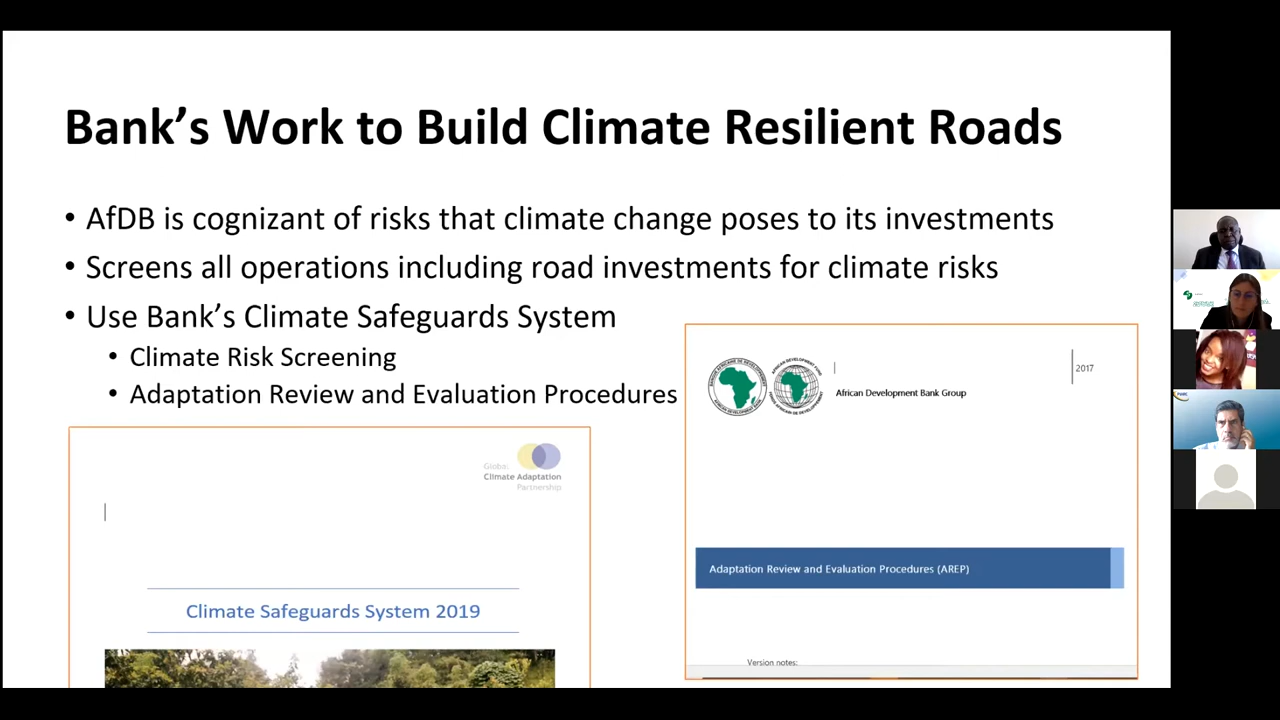 Bank's Work to Build Climate Resilient Roads
• AfDB is cognizant of risks that climate change poses to its investments
• Screens all operations including road investments for climate risks
• Use Bank's Climate Safeguards System
• Climate Risk Screening
• Adaptation Review and Evaluation Procedures
2017
African Development Bank Group
Adaptation Review and Evaluation Procedures (AREP)
Version notes:
Climate Adaptation
Partnership
Climate Safeguards System 2019